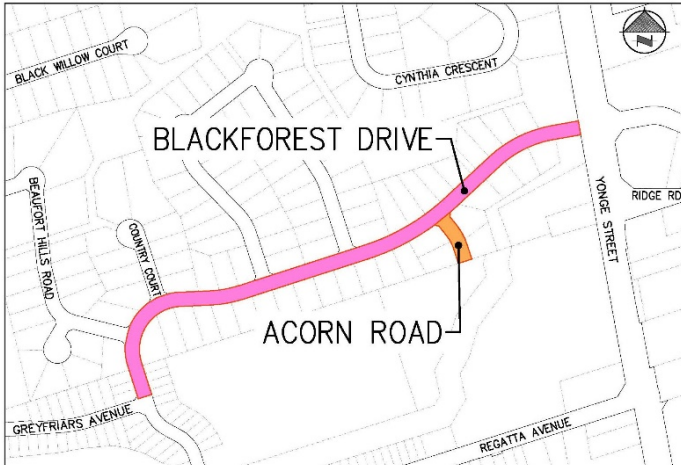 BLACK WILLOW COURT
CYNTHIA CRESCENT
N
BLACKFOREST DRIVE
BEAUFORT HILLS ROAD
COUNTRY COURT
YONGE STREET
RIDGE RD
ACORN ROAD
GREYFRIARS AVENUE
REGATTA AVENUE